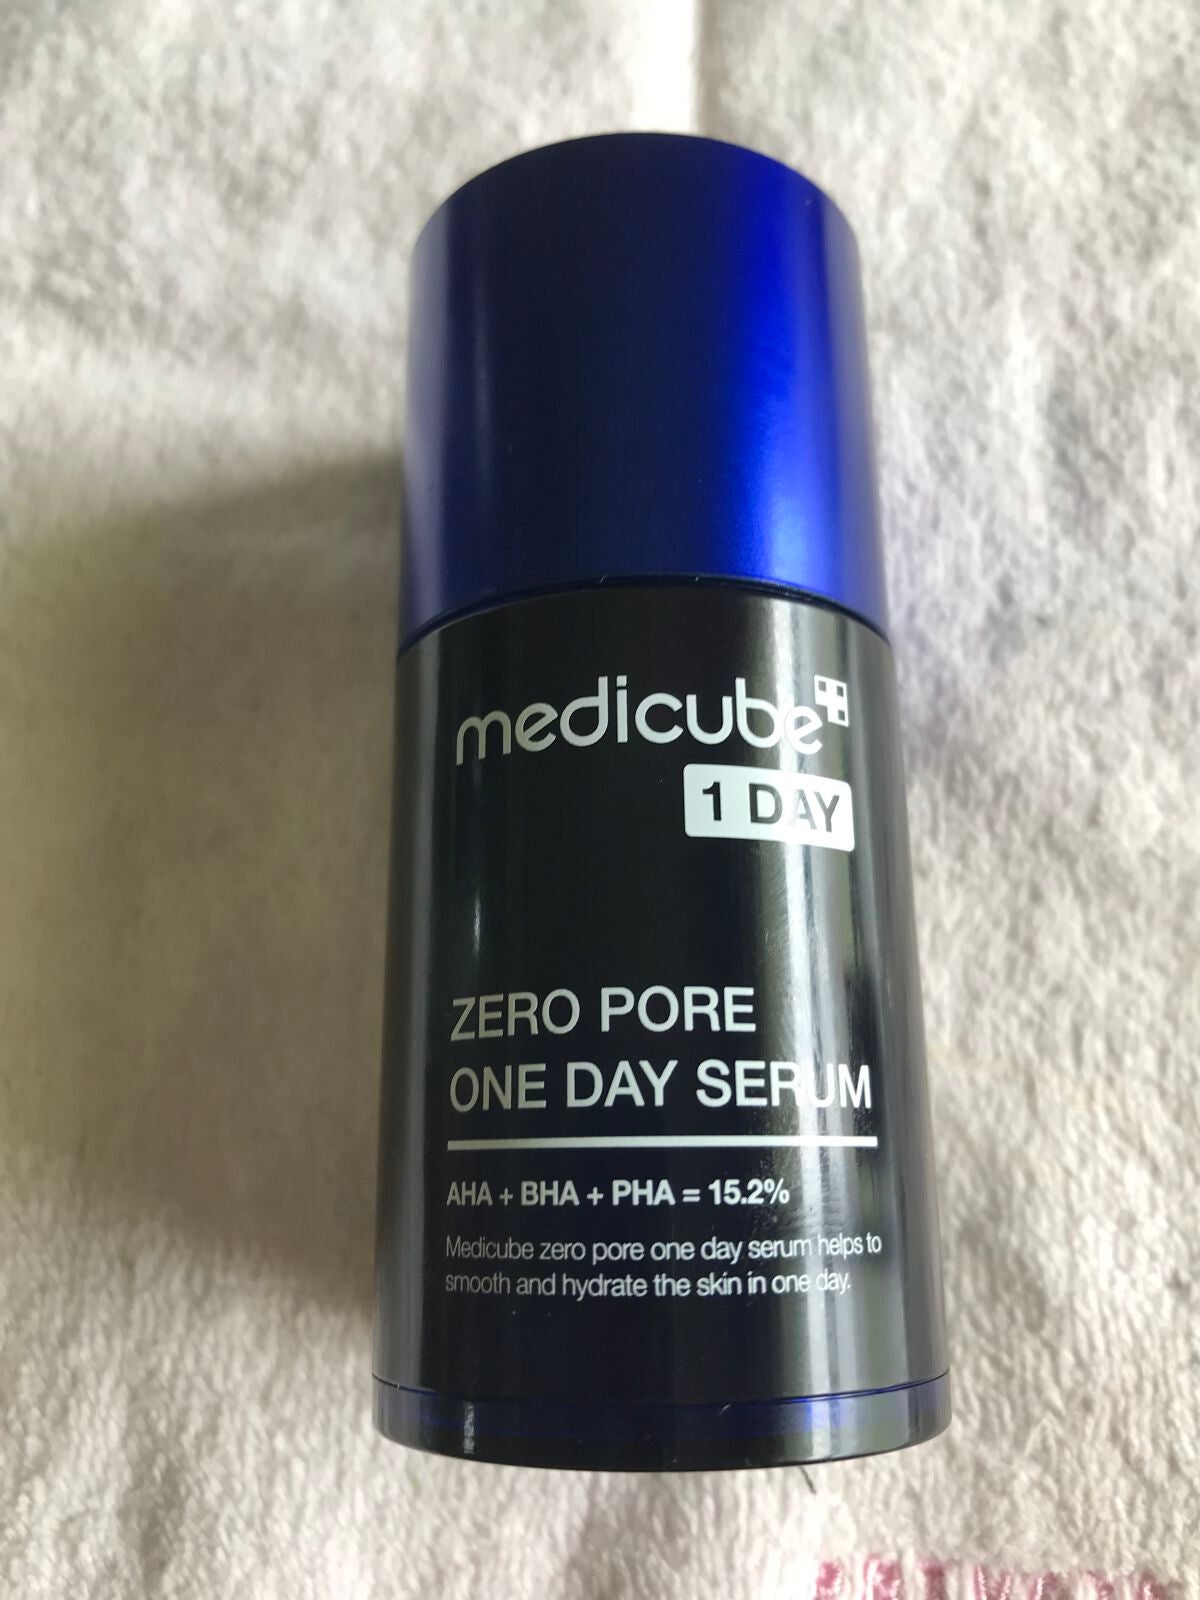 medicube
1 DAY
ZERO PORE
ONE DAY SERUM
AHA + BHA + PHA = 15.2%
Medicube zero pore one day serum helps to
smooth and hydrate the skin in one day.